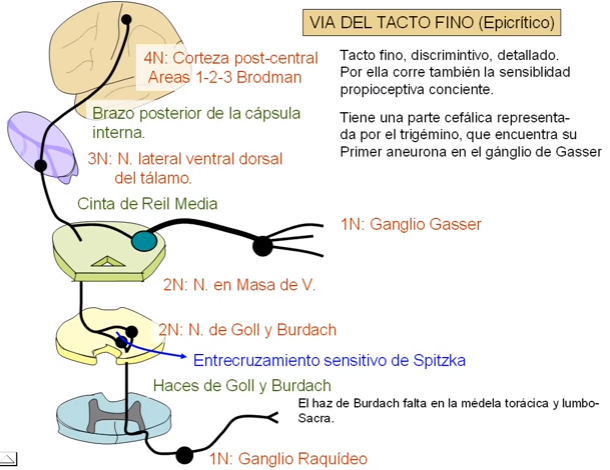 VIA DEL TACTO FINO (Epicrítico)
4N: Corteza post-central
Areas 1-2-3 Brodman
Tacto fino, discrimintivo, detallado.
Por ella corre también la sensiblidad
propioceptiva conciente.
Brazo posterior de la cápsula
interna.
Tiene una parte cefálica representa-
da por el trigémino, que encuentra su
Primer aneurona en el gánglio de Gasser
3N: N. lateral ventral dorsal
del tálamo.
Cinta de Reil Media
1N: Ganglio Gasser
2N: N. en Masa de V.
2N: N. de Goll y Burdach
Entrecruzamiento sensitivo de Spitzka
Haces de Goll y Burdach
El haz de Burdach falta en la médela torácica y lumbo-
Sacra.
1N: Ganglio Raquídeo